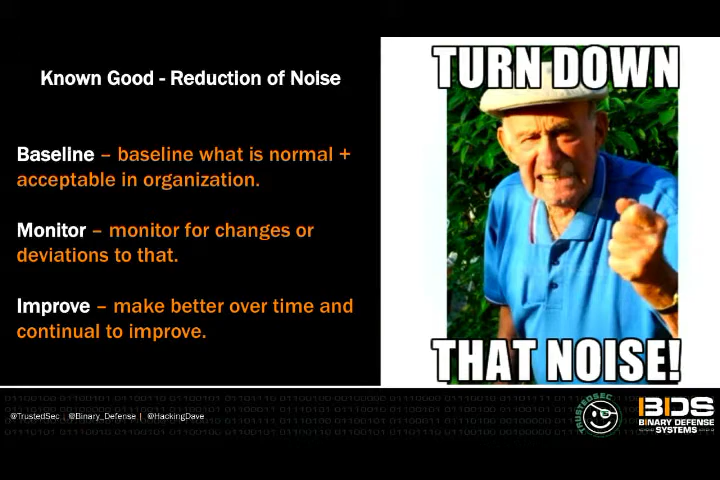 Known Good - Reduction of Noise
Baseline – baseline what is normal +
acceptable in organization.
Monitor – monitor for changes or
deviations to that.
Improve – make better over time and
continual to improve.
TURN DOWN
THAT NOISE!
@TrustedSec | @Binary_Defense | @HackingDave
TRUSTEDSEC
BDS
BINARY DEFENSE
SYSTEMS